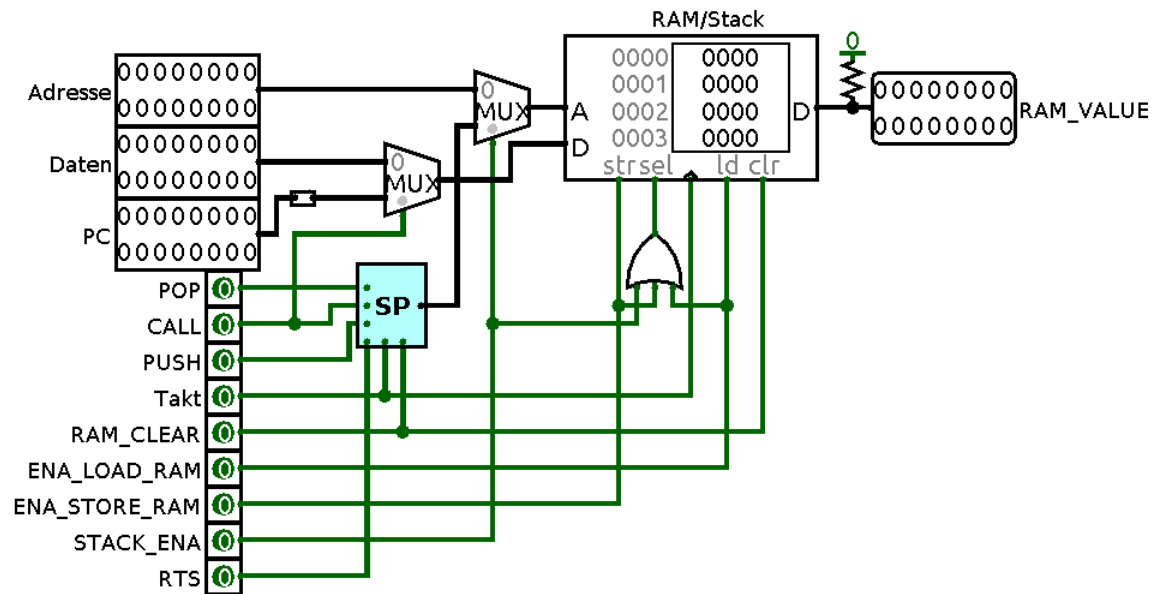 RAM/Stack
0
0000 0000
Adresse 00000000 0 0001 0000 00000000
00000000 MUX A 0002 0000 D 00000000 RAM_VALUE
0003 0000
Daten 00000000 0 D str sel ld clr
00000000 MUX
PC 00000000
00000000
POP 0
SP
CALL 0
PUSH 0
Takt 0
RAM_CLEAR 0
ENA_LOAD_RAM 0
ENA_STORE_RAM 0
STACK_ENA 0
RTS 0